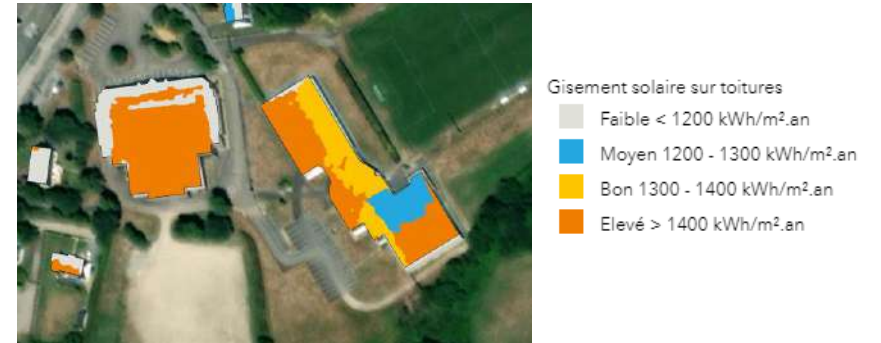 Gisement solaire sur toitures
Faible < 1200 kWh/m².an
Moyen 1200 - 1300 kWh/m².an
Bon 1300 - 1400 kWh/m².an
Elevé > 1400 kWh/m².an